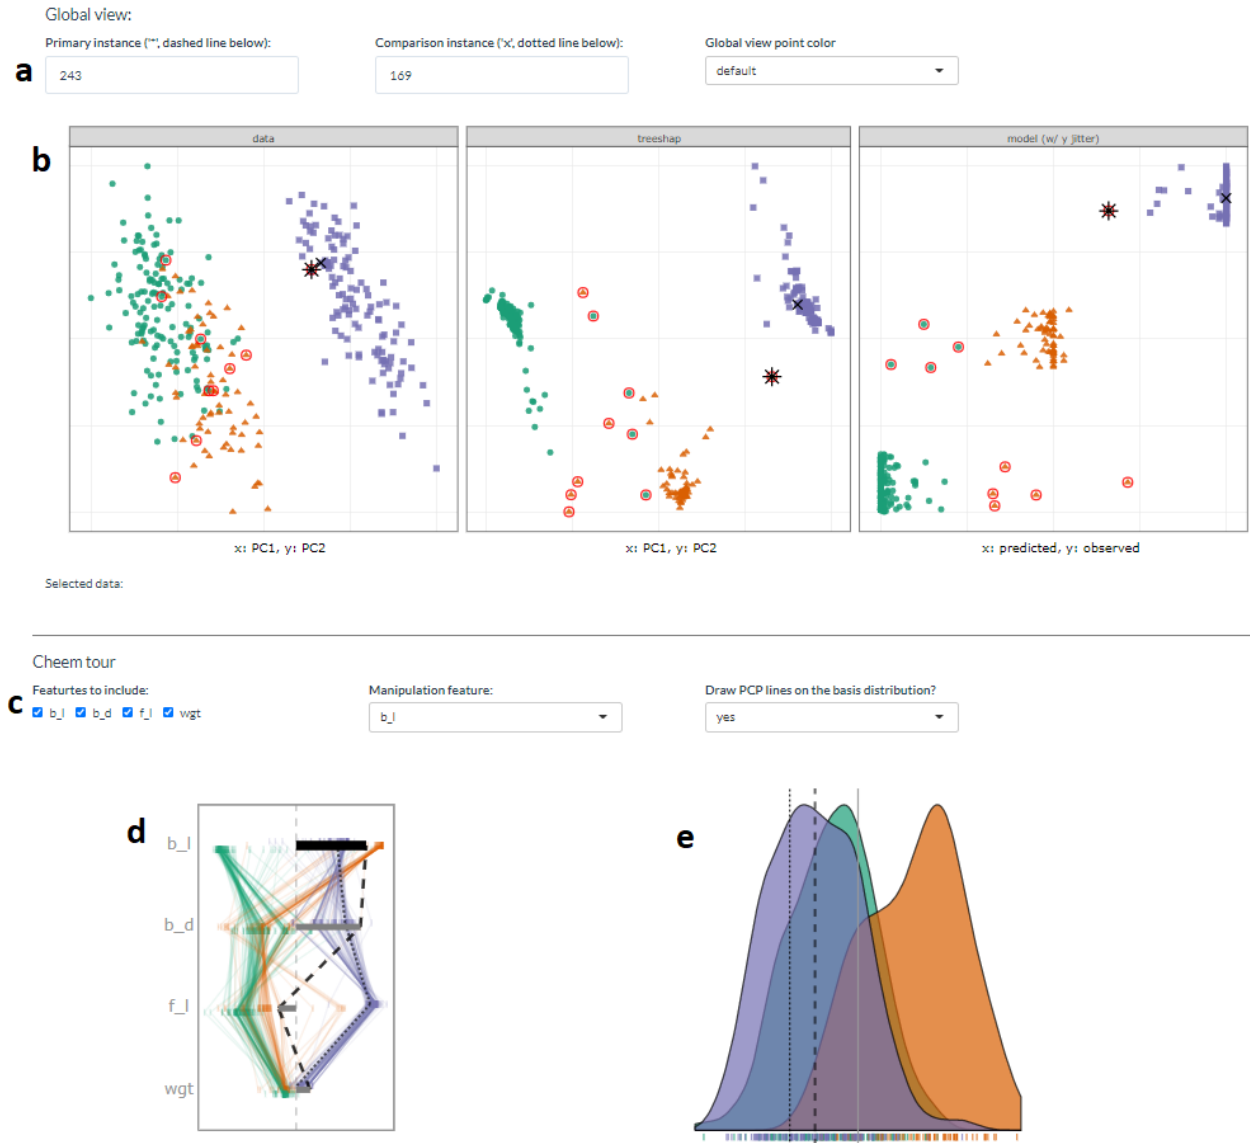 Global view:
Primary instance ('*', dashed line below):
Comparison instance ('x', dotted line below):
Global view point color
a
243
169
default
b
data
treeshap
model (w/ y jitter)
x: PC1, y: PC2
x: PC1, y: PC2
x: predicted, y: observed
Selected data:
Cheem tour
c
Featurtes to include:
Manipulation feature:
Draw PCP lines on the basis distribution?
b_l
b_d
f_l
wgt
b_l
yes
d
e
b_l
b_d
f_l
wgt